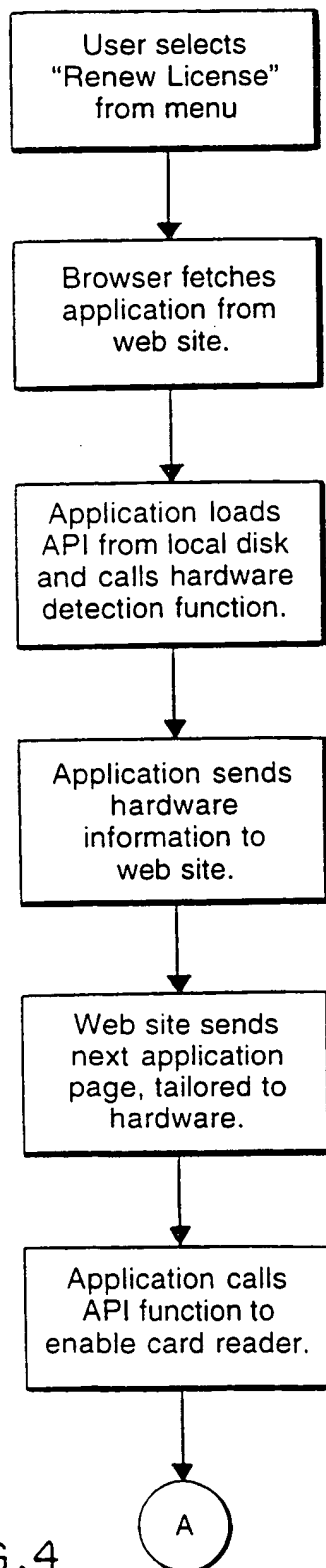 User selects
“Renew License”
from menu
Browser fetches
application from
web site.
Application loads
API from local disk
and calls hardware
detection function.
Application sends
hardware
information to
web site.
Web site sends
next application
page, tailored to
hardware.
Application calls
API function to
enable card reader.
A
G.4